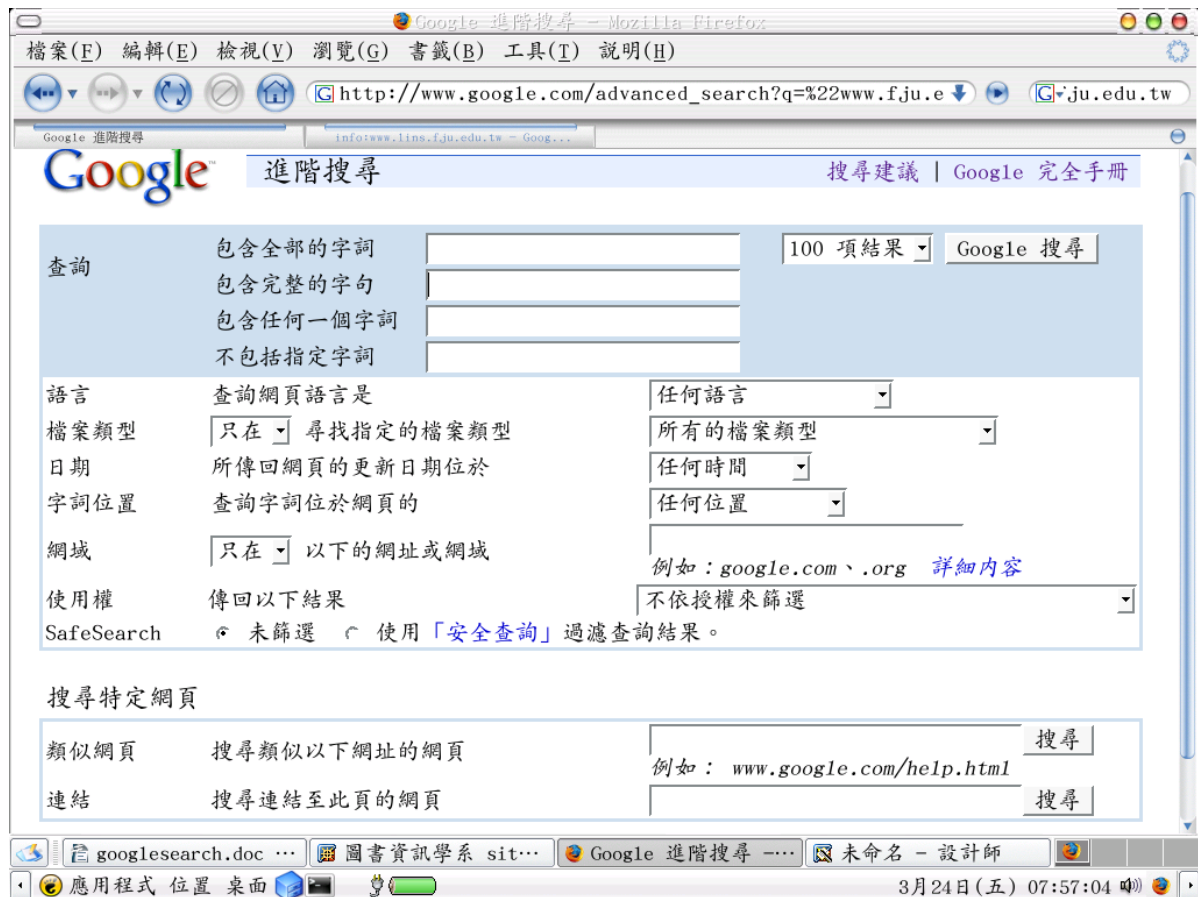 Google 進階搜尋 - Mozilla Firefox
檔案(F) 編輯(E) 檢視(V) 瀏覽(G) 書籤(B) 工具(T) 說明(H)
http://www.google.com/advanced_search?q=%22www.fju.e G ju.edu.tw
Google 進階搜尋 info:www.lins.fju.edu.tw - Goog...
Google™ 進階搜尋 搜尋建議 | Google 完全手冊
查詢 包含全部的字詞 100 項結果 Google 搜尋
包含完整的字句
包含任何一個字詞
不包括指定字詞
語言 查詢網頁語言是 任何語言
檔案類型 只在 尋找指定的檔案類型 所有的檔案類型
日期 所傳回網頁的更新日期位於 任何時間
字詞位置 查詢字詞位於網頁的 任何位置
網域 只在 以下的網址或網域
例如：google.com、.org 詳細內容
使用權 傳回以下結果 不依授權來篩選
SafeSearch 未篩選 使用「安全查詢」過濾查詢結果。
搜尋特定網頁
類似網頁 搜尋類似以下網址的網頁 搜尋
例如： www.google.com/help.html
連結 搜尋連結至此頁的網頁 搜尋
googlesearch.doc … 圖書資訊學系 sit… Google 進階搜尋 -… 未命名 - 設計師
應用程式 位置 桌面 3月24日(五) 07:57:04